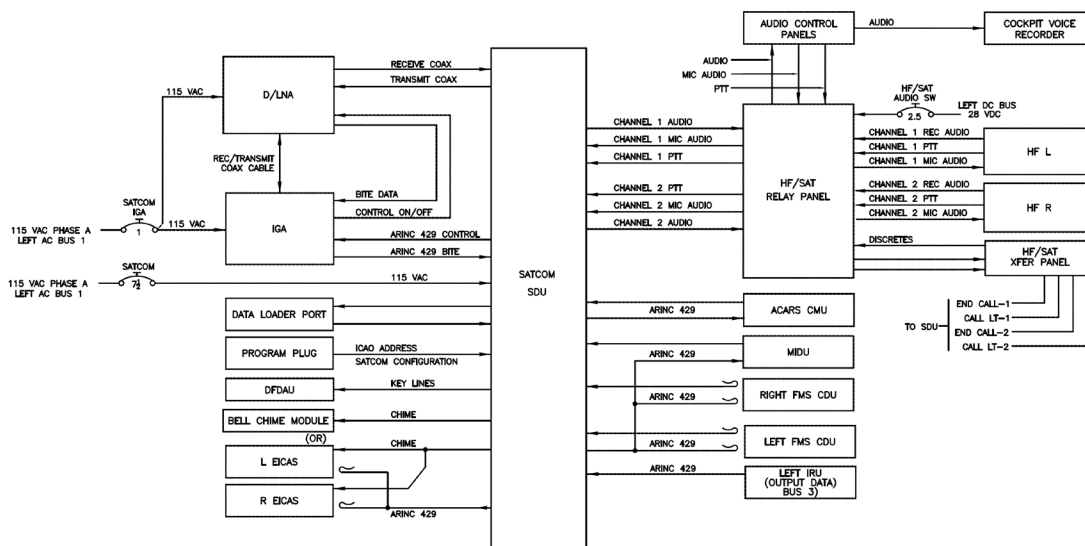 AUDIO CONTROL
PANELS
AUDIO
COCKPIT VOICE
RECORDER
AUDIO
MIC AUDIO
PTT
HF/SAT
AUDIO SW
2.5
LEFT DC BUS
28 VDC
115 VAC
D/LNA
RECEIVE COAX
TRANSMIT COAX
REC/TRANSMIT
COAX CABLE
BITE DATA
CONTROL ON/OFF
SATCOM
IGA
1
115 VAC PHASE A
LEFT AC BUS 1
115 VAC
IGA
ARINC 429 CONTROL
ARINC 429 BITE
SATCOM
7½
115 VAC PHASE A
LEFT AC BUS 1
115 VAC
SATCOM
SDU
CHANNEL 1 AUDIO
CHANNEL 1 MIC AUDIO
CHANNEL 1 PTT
CHANNEL 2 PTT
CHANNEL 2 MIC AUDIO
CHANNEL 2 AUDIO
HF/SAT
RELAY PANEL
CHANNEL 1 REC AUDIO
CHANNEL 1 PTT
CHANNEL 1 MIC AUDIO
HF L
CHANNEL 2 REC AUDIO
CHANNEL 2 PTT
CHANNEL 2 MIC AUDIO
HF R
DISCRETES
HF/SAT
XFER PANEL
TO SDU
END CALL-1
CALL LT-1
END CALL-2
CALL LT-2
DATA LOADER PORT
PROGRAM PLUG
ICAO ADDRESS
SATCOM CONFIGURATION
DFDAU
KEY LINES
BELL CHIME MODULE
CHIME
(OR)
CHIME
L EICAS
R EICAS
ARINC 429
ARINC 429
ACARS CMU
ARINC 429
MIDU
ARINC 429
RIGHT FMS CDU
ARINC 429
LEFT FMS CDU
ARINC 429
LEFT IRU
(OUTPUT DATA)
BUS 3)